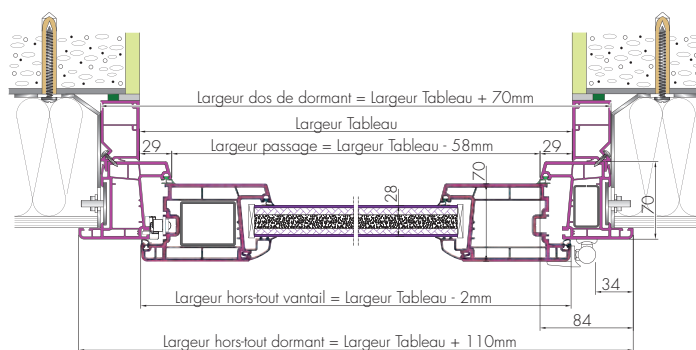 Largeur dos de dormant = Largeur Tableau + 70mm
Largeur Tableau
29
Largeur passage = Largeur Tableau - 58mm
29
70
28
70
Largeur hors-tout vantail = Largeur Tableau - 2mm
34
84
Largeur hors-tout dormant = Largeur Tableau + 110mm